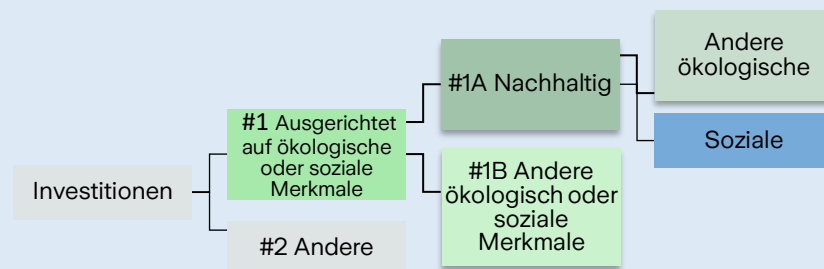 Investitionen
#1 Ausgerichtet
auf ökologische
oder soziale
Merkmale
#2 Andere
#1A Nachhaltig
#1B Andere
ökologisch oder
soziale
Merkmale
Andere
ökologische
Soziale